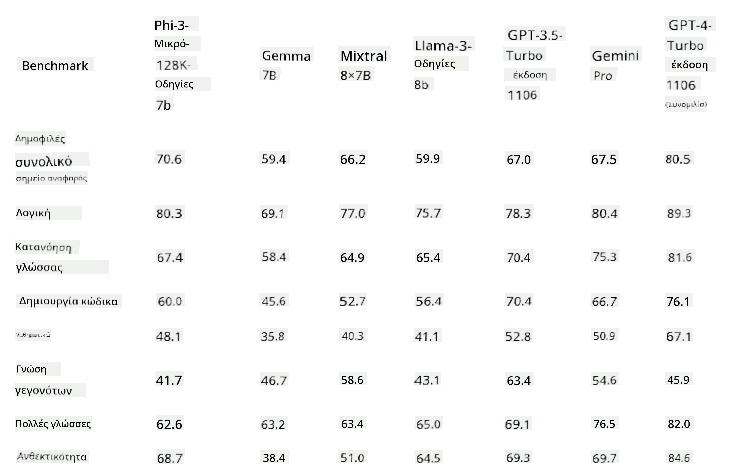 Benchmark
Phi-3-
Μικρό-
128K-
Οδηγίες
7b
Gemma
7B
Mixtral
8×7B
Llama-3-
Οδηγίες
8b
GPT-3.5-
Turbo
έκδοση
1106
Gemini
Pro
GPT-4-
Turbo
έκδοση
1106
(Συνομιλία)
Δημοφιλές
συνολικό
σημείο αναφοράς
70.6 59.4 66.2 59.9 67.0 67.5 80.5
Λογική 80.3 69.1 77.0 75.7 78.3 80.4 89.3
Κατανόηση
γλώσσας
67.4 58.4 64.9 65.4 70.4 75.3 81.6
Δημιουργία κώδικα 60.0 45.6 52.7 56.4 70.4 66.7 76.1
Μαθηματικά 48.1 35.8 40.3 41.1 52.8 50.9 67.1
Γνώση
γεγονότων
41.7 46.7 58.6 43.1 63.4 54.6 45.9
Πολλές γλώσσες 62.6 63.2 63.4 65.0 69.1 76.5 82.0
Ανθεκτικότητα 68.7 38.4 51.0 64.5 69.3 69.7 84.6